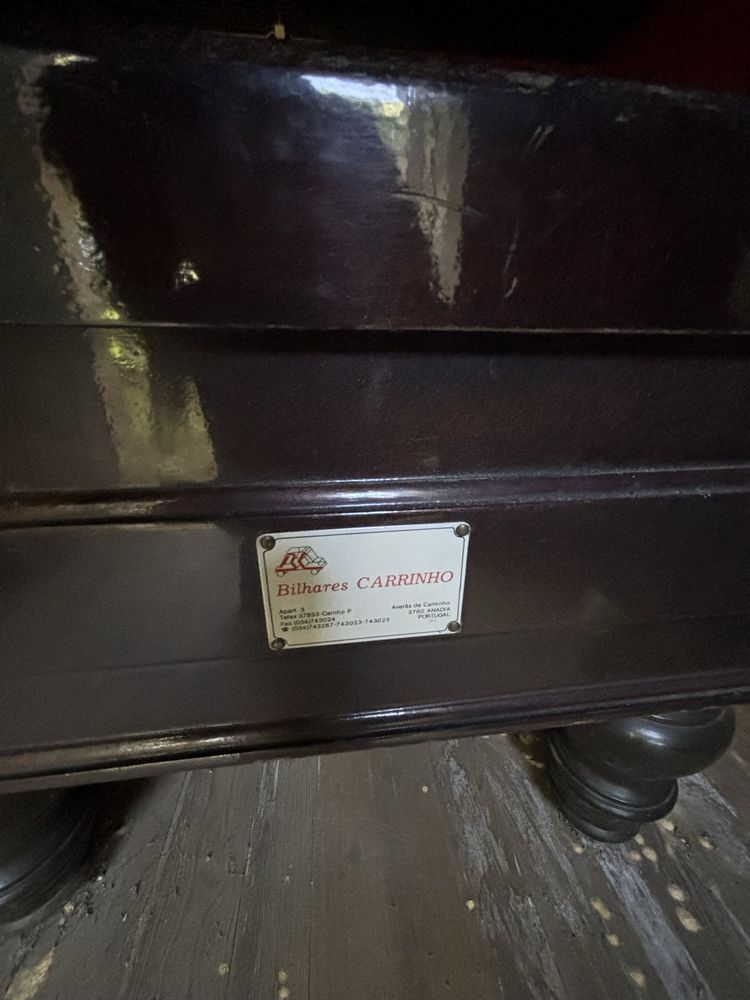 BC
Bilhares CARRINHO
Apart. 3
Telex 37833-Carnho P
Fax (034)743024
☎ (034)743267-743023-743025
Avelãs de Caminho
3780 ANADIA
PORTUGAL